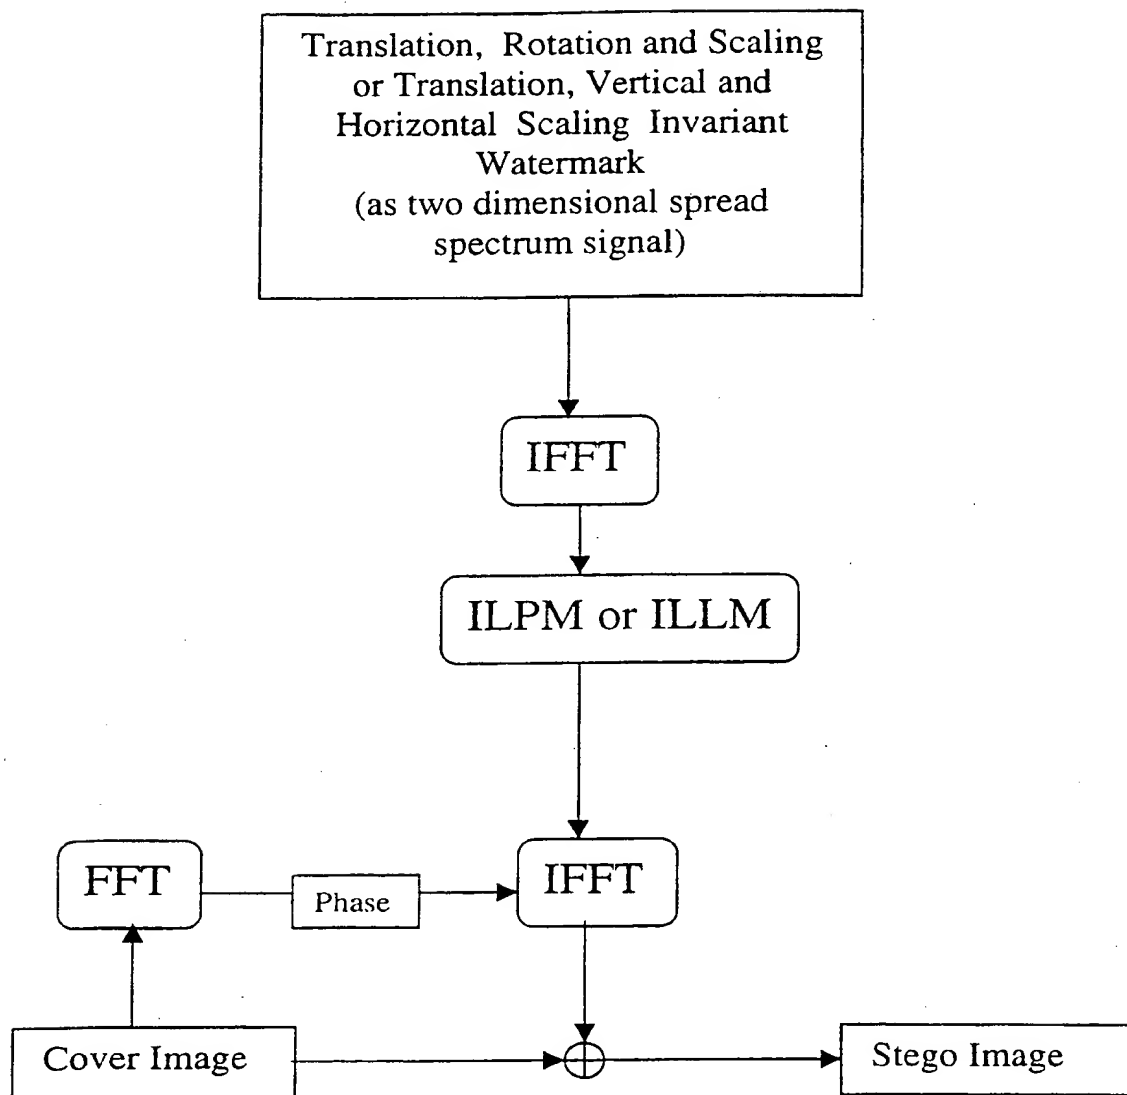 Translation, Rotation and Scaling
or Translation, Vertical and
Horizontal Scaling Invariant
Watermark
(as two dimensional spread
spectrum signal)
IFFT
ILPM or ILLM
FFT
Phase
IFFT
Cover Image
Stego Image